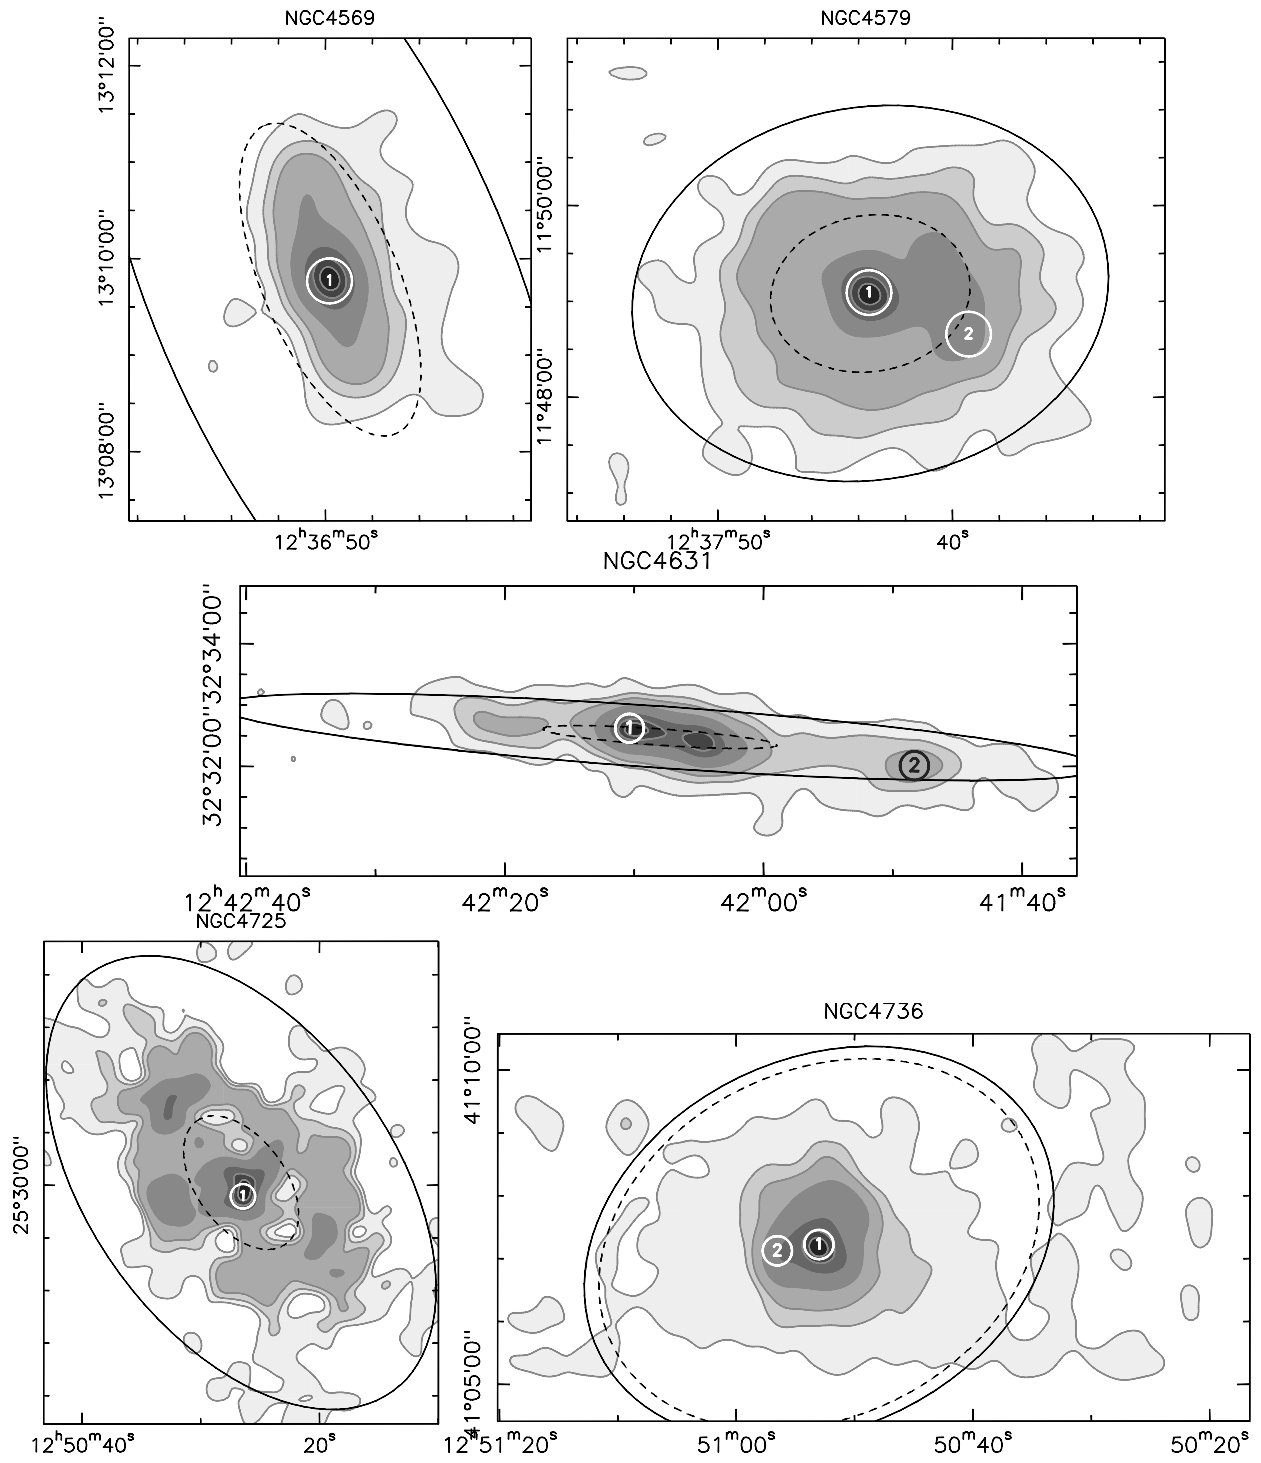 NGC4569
13°12'00"
13°10'00"
13°08'00"
1
12ʰ36ᵐ50ˢ
NGC4579
11°50'00"
11°48'00"
1
2
12ʰ37ᵐ50ˢ 40ˢ
NGC4631
32°34'00"
32°32'00"
1
2
12ʰ42ᵐ40ˢ 42ᵐ20ˢ 42ᵐ00ˢ 41ᵐ40ˢ
NGC4725
25°30'00"
1
12ʰ50ᵐ40ˢ 20ˢ
NGC4736
41°10'00"
41°05'00"
2
1
12ʰ51ᵐ20ˢ 51ᵐ00ˢ 50ᵐ40ˢ 50ᵐ20ˢ